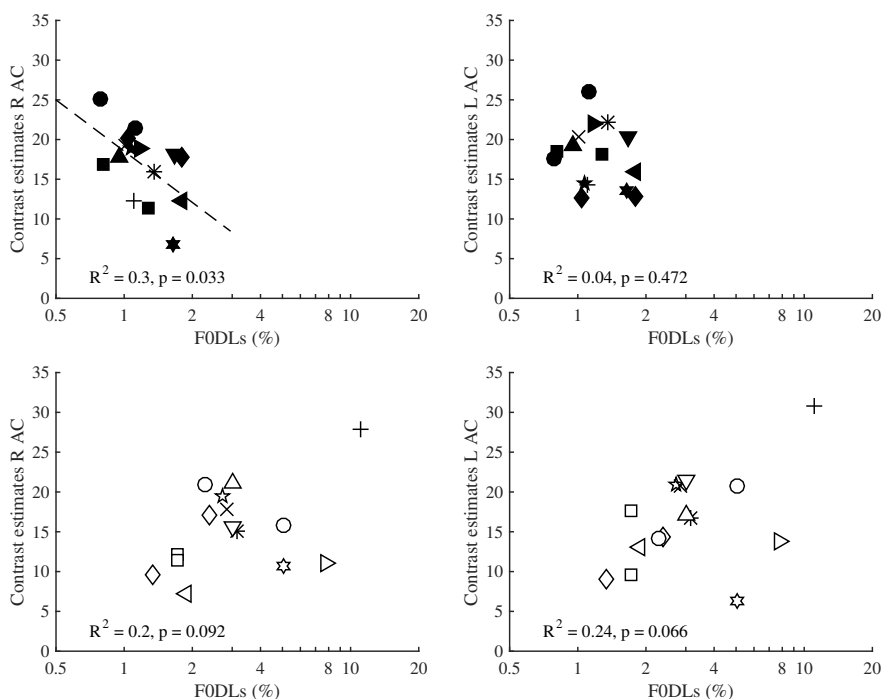 35
30
25
20
15
10
5
0
Contrast estimates R AC
R² = 0.3, p = 0.033
0.5 1 2 4 8 10 20
F0DLs (%)
35
30
25
20
15
10
5
0
Contrast estimates L AC
R² = 0.04, p = 0.472
0.5 1 2 4 8 10 20
F0DLs (%)
35
30
25
20
15
10
5
0
Contrast estimates R AC
R² = 0.2, p = 0.092
0.5 1 2 4 8 10 20
F0DLs (%)
35
30
25
20
15
10
5
0
Contrast estimates L AC
R² = 0.24, p = 0.066
0.5 1 2 4 8 10 20
F0DLs (%)